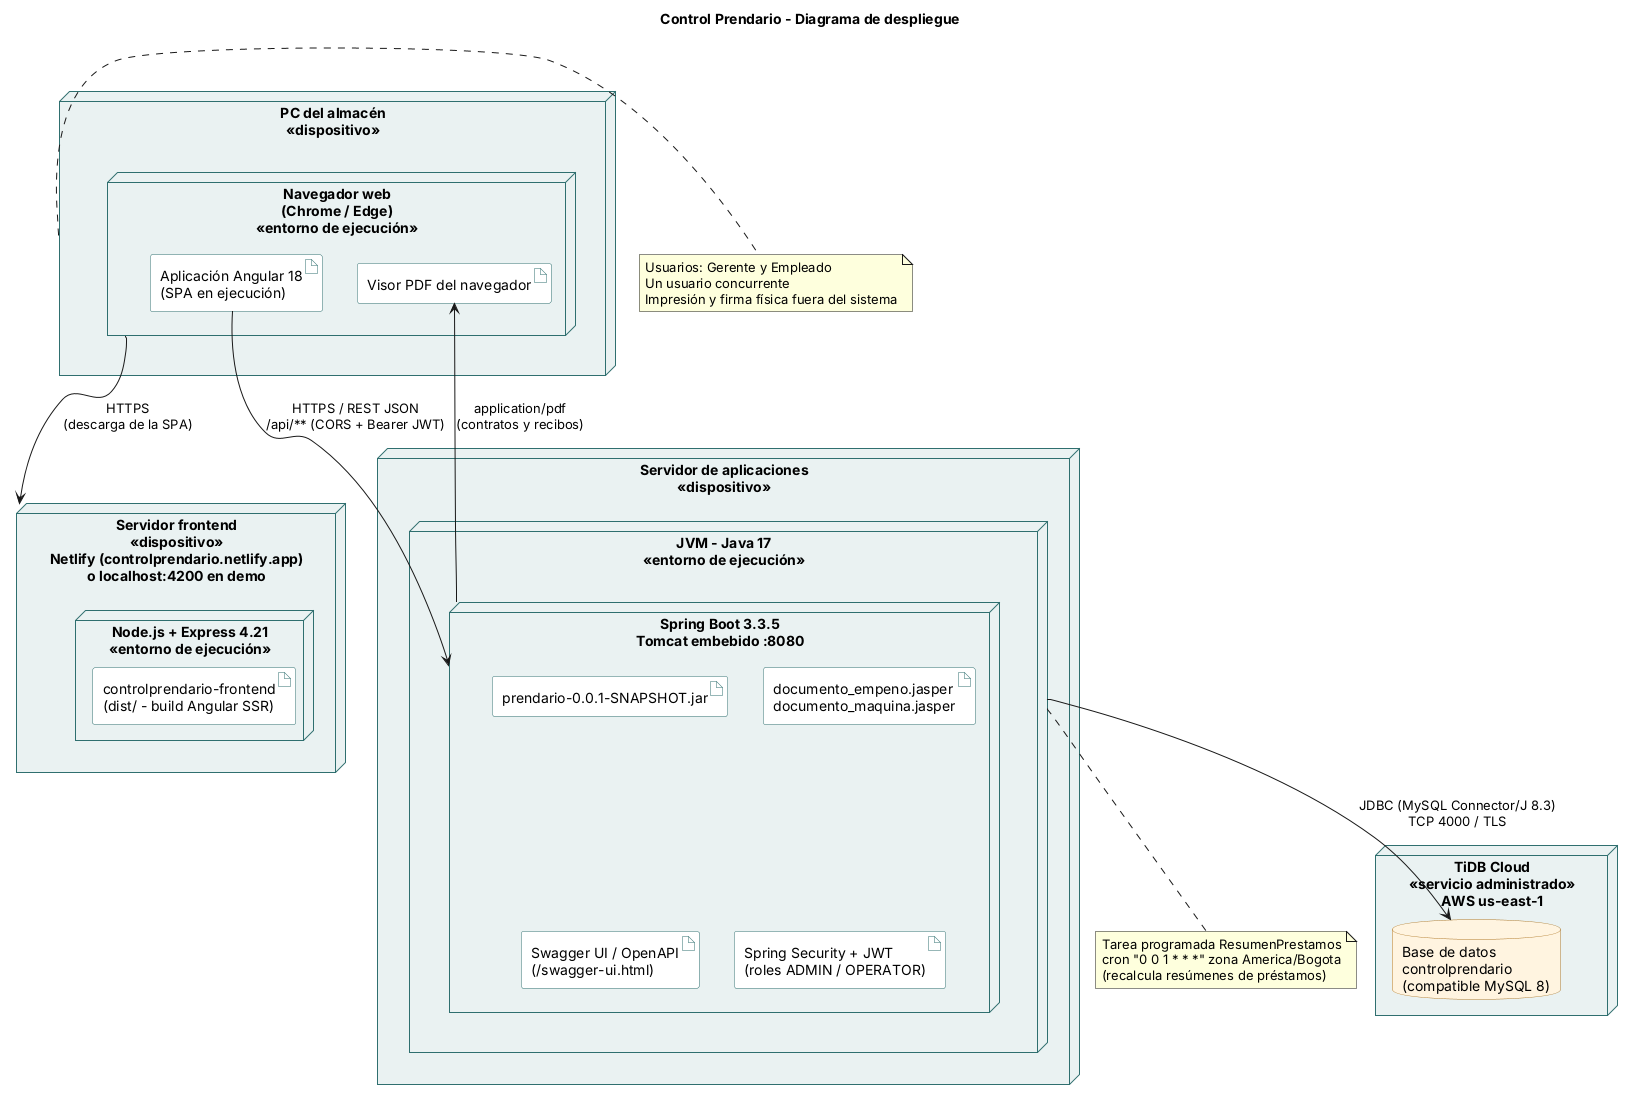 Control Prendario - Diagrama de despliegue
PC del almacén
«dispositivo»
Navegador web
(Chrome / Edge)
«entorno de ejecución»
Aplicación Angular 18
(SPA en ejecución)
Visor PDF del navegador
Usuarios: Gerente y Empleado
Un usuario concurrente
Impresión y firma física fuera del sistema
HTTPS
(descarga de la SPA)
HTTPS / REST JSON
/api/** (CORS + Bearer JWT)
application/pdf
(contratos y recibos)
Servidor frontend
«dispositivo»
Netlify (controlprendario.netlify.app)
o localhost:4200 en demo
Node.js + Express 4.21
«entorno de ejecución»
controlprendario-frontend
(dist/ - build Angular SSR)
Servidor de aplicaciones
«dispositivo»
JVM - Java 17
«entorno de ejecución»
Spring Boot 3.3.5
Tomcat embebido :8080
prendario-0.0.1-SNAPSHOT.jar
documento_empeno.jasper
documento_maquina.jasper
Swagger UI / OpenAPI
(/swagger-ui.html)
Spring Security + JWT
(roles ADMIN / OPERATOR)
JDBC (MySQL Connector/J 8.3)
TCP 4000 / TLS
Tarea programada ResumenPrestamos
cron "0 0 1 * * *" zona America/Bogota
(recalcula resúmenes de préstamos)
TiDB Cloud
«servicio administrado»
AWS us-east-1
Base de datos
controlprendario
(compatible MySQL 8)